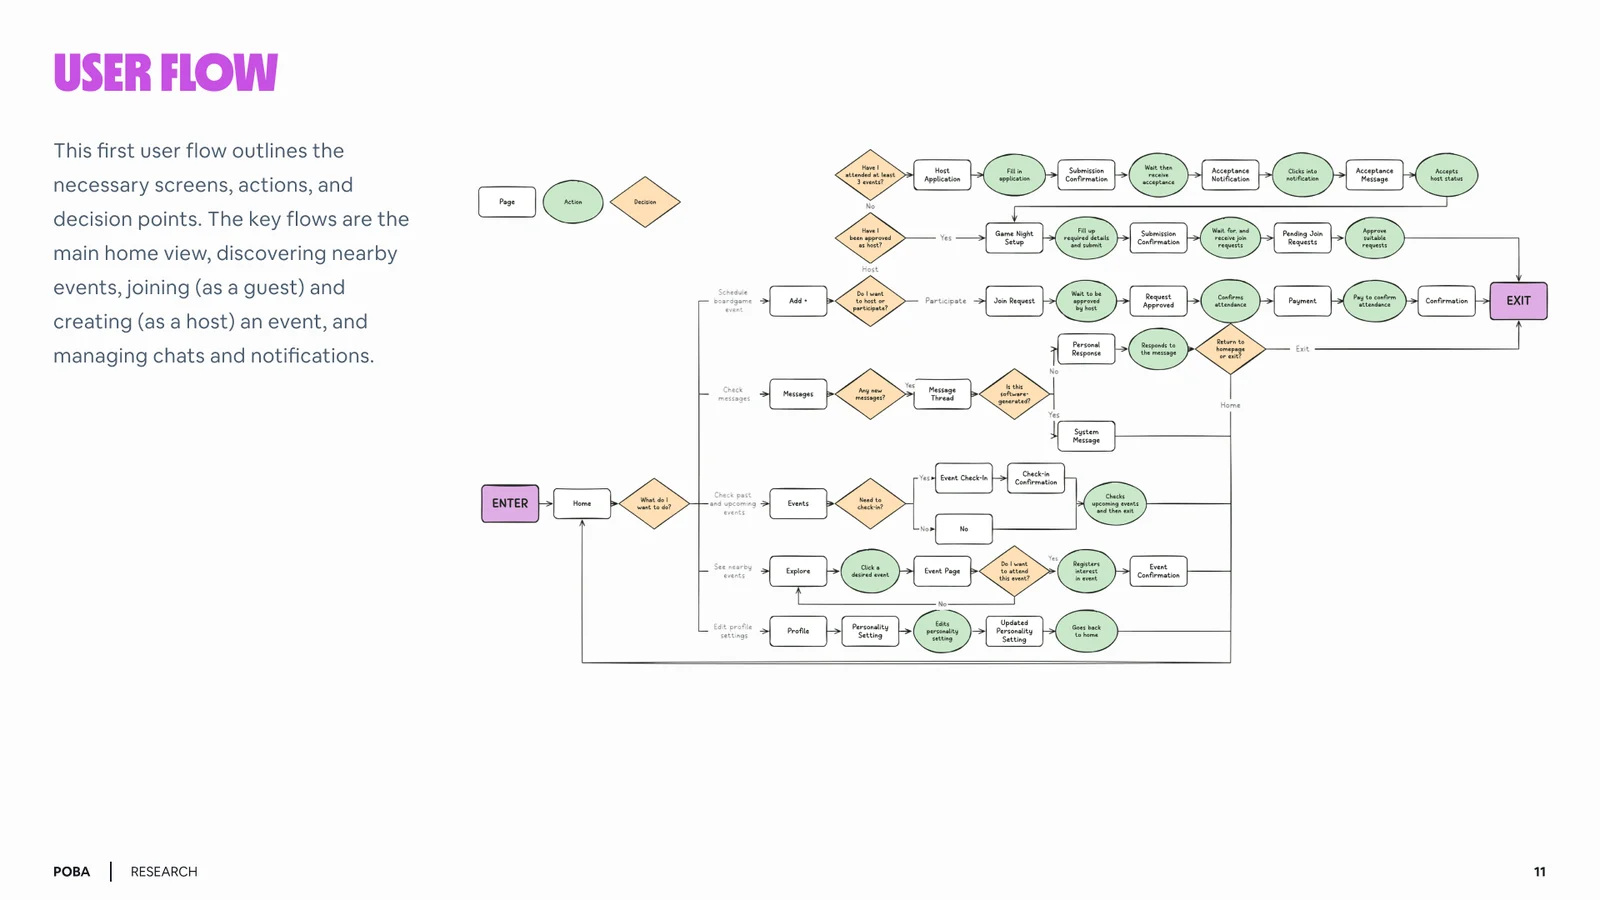 USER FLOW
This first user flow outlines the
necessary screens, actions, and
decision points. The key flows are the
main home view, discovering nearby
events, joining (as a guest) and
creating (as a host) an event, and
managing chats and notifications.
Page
Action
Decision
Have I
attended at least
3 events?
Host
Application
Fill in
application
Submission
Confirmation
Wait then
receive
acceptance
Acceptance
Notification
Clicks into
notification
Acceptance
Message
Accepts
host status
No
Have I
been approved
as host?
Yes
Game Night
Setup
Fill up
required details
and submit
Submission
Confirmation
Wait for, and
receive join
requests
Pending Join
Requests
Approve
suitable
requests
Host
Schedule
boardgame
event
Add +
Do I want
to host or
participate?
Participate
Join Request
Wait to be
approved
by host
Request
Approved
Confirms
attendance
Payment
Pay to confirm
attendance
Confirmation
EXIT
Personal
Response
Responds to
the message
Return to
homepage
or exit?
Exit
No
Check
messages
Messages
Any new
messages?
Yes
Message
Thread
Is this
software-
generated?
Home
Yes
System
Message
ENTER
Home
What do I
want to do?
Check past
and upcoming
events
Events
Need to
check-in?
Yes
Event Check-In
Check-in
Confirmation
No
No
Checks
upcoming events
and then exit
See nearby
events
Explore
Click a
desired event
Event Page
Do I want
to attend
this event?
Yes
Registers
interest
in event
Event
Confirmation
No
Edit profile
settings
Profile
Personality
Setting
Edits
personality
setting
Updated
Personality
Setting
Goes back
to home
POBA
RESEARCH
11